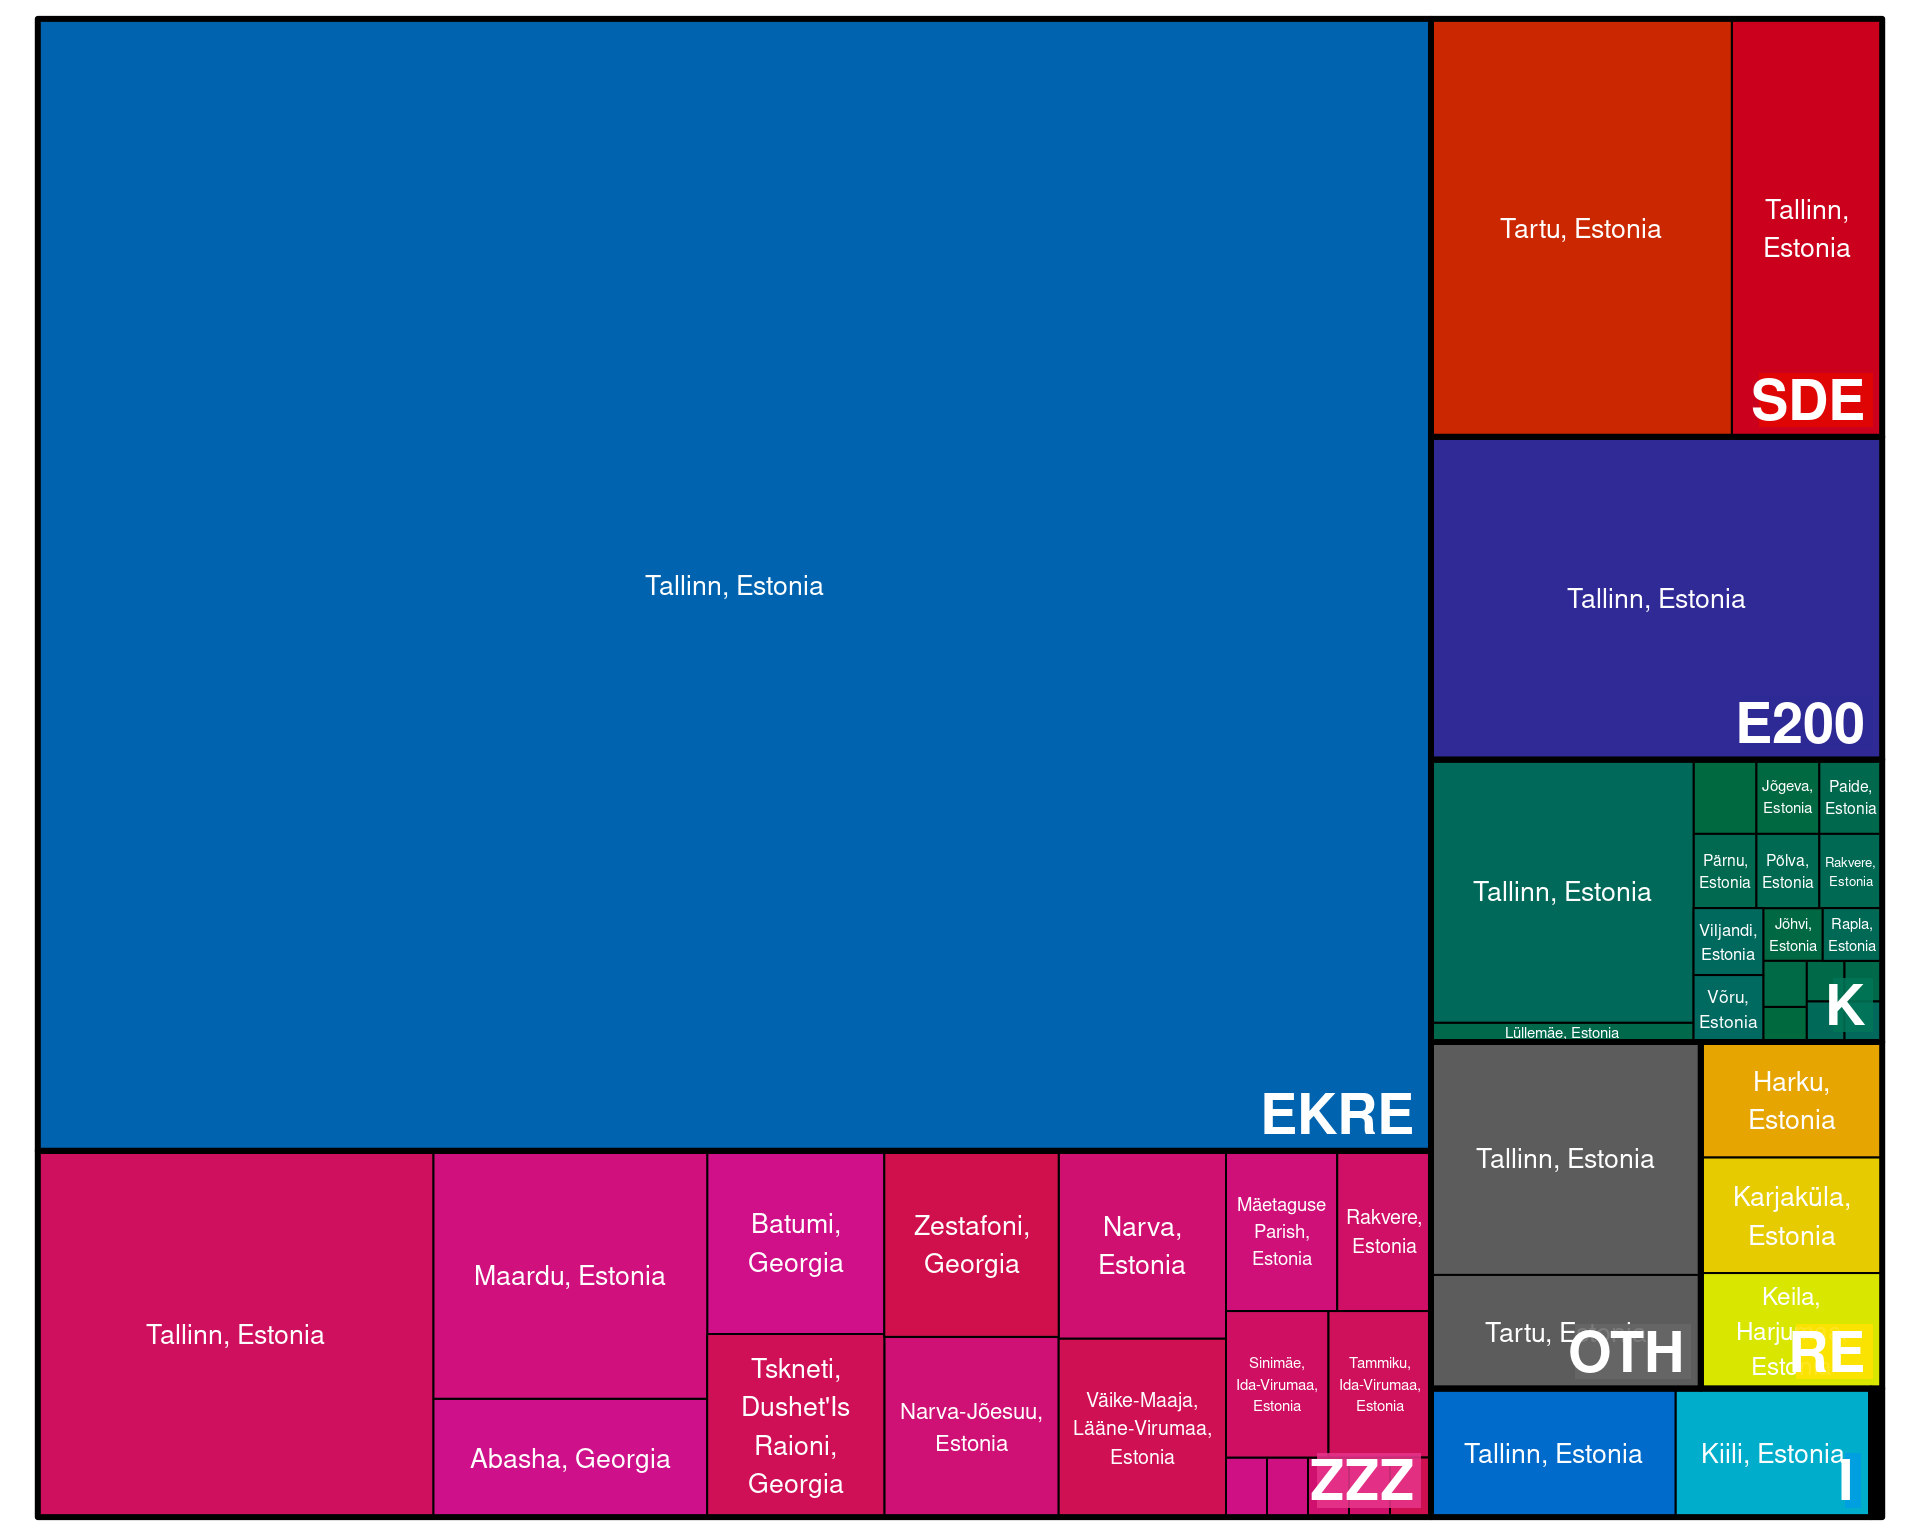 Tallinn, Estonia
EKRE
Tartu, Estonia
Tallinn,
Estonia
SDE
Tallinn, Estonia
E200
Tallinn, Estonia
Jõgeva,
Estonia
Paide,
Estonia
Pärnu,
Estonia
Põlva,
Estonia
Rakvere,
Estonia
Viljandi,
Estonia
Jõhvi,
Estonia
Rapla,
Estonia
Võru,
Estonia
Lüllemäe, Estonia
K
Tallinn, Estonia
Tartu, Estonia
OTH
Harku,
Estonia
Karjaküla,
Estonia
Keila,
RE
Tallinn, Estonia
Kiili, Estonia
I
Tallinn, Estonia
Maardu, Estonia
Abasha, Georgia
Batumi,
Georgia
Tskneti,
Dushet'Is
Raioni,
Georgia
Zestafoni,
Georgia
Narva-Jõesuu,
Estonia
Narva,
Estonia
Väike-Maaja,
Lääne-Virumaa,
Estonia
Mäetaguse
Parish,
Estonia
Rakvere,
Estonia
Sinimäe,
Ida-Virumaa,
Estonia
Tammiku,
Ida-Virumaa,
Estonia
ZZZ